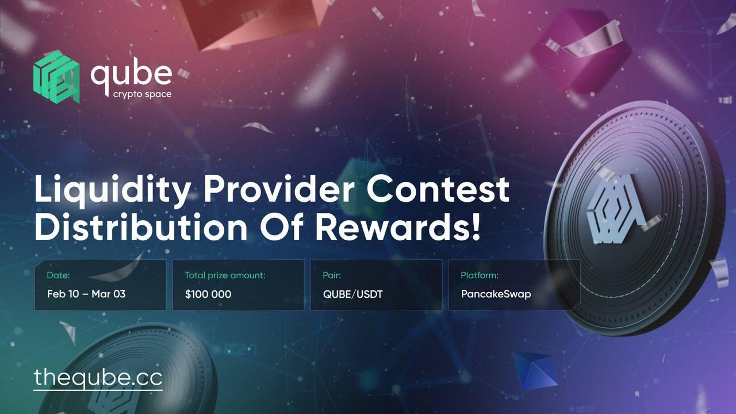 qube
crypto space
Liquidity Provider Contest
Distribution Of Rewards!
Date:
Feb 10 – Mar 03
Total prize amount:
$100 000
Pair:
QUBE/USDT
Platform:
PancakeSwap
theqube.cc